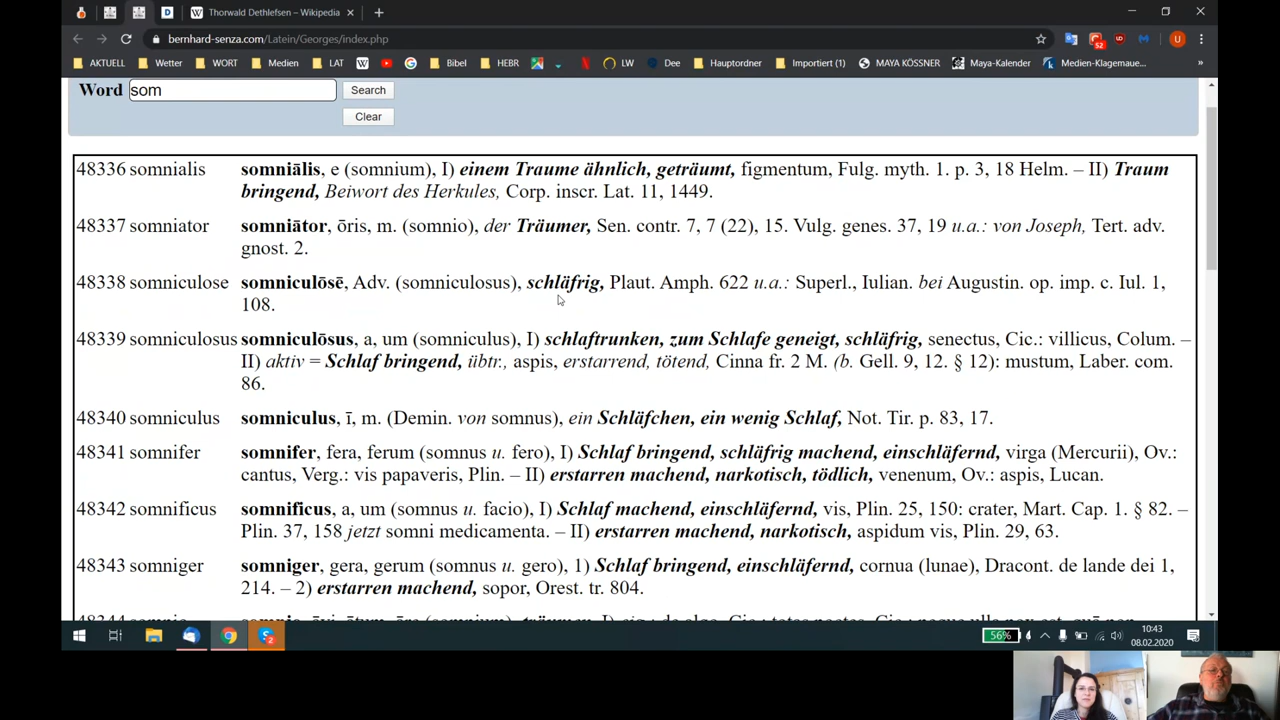 Thorwald Dethlefsen – Wikipedia
bernhard-senza.com/Latein/Georges/index.php
AKTUELL Wetter WORT Medien LAT Bibel HEBR LW Dee Hauptordner Importiert (1) MAYA KÖSSNER Maya-Kalender Medien-Klagemaue...
Word som Search
Clear
48336 somnialis somniālis, e (somnium), I) einem Traume ähnlich, geträumt, figmentum, Fulg. myth. 1. p. 3, 18 Helm. – II) Traum
bringend, Beiwort des Herkules, Corp. inscr. Lat. 11, 1449.
48337 somniator somniātor, ōris, m. (somnio), der Träumer, Sen. contr. 7, 7 (22), 15. Vulg. genes. 37, 19 u.a.: von Joseph, Tert. adv.
gnost. 2.
48338 somniculose somniculōsē, Adv. (somniculosus), schläfrig, Plaut. Amph. 622 u.a.: Superl., Iulian. bei Augustin. op. imp. c. Iul. 1,
108.
48339 somniculosus somniculōsus, a, um (somniculus), I) schlaftrunken, zum Schlafe geneigt, schläfrig, senectus, Cic.: villicus, Colum. –
II) aktiv = Schlaf bringend, übtr., aspis, erstarrend, tötend, Cinna fr. 2 M. (b. Gell. 9, 12. § 12): mustum, Laber. com.
86.
48340 somniculus somniculus, ī, m. (Demin. von somnus), ein Schläfchen, ein wenig Schlaf, Not. Tir. p. 83, 17.
48341 somnifer somnifer, fera, ferum (somnus u. fero), I) Schlaf bringend, schläfrig machend, einschläfernd, virga (Mercurii), Ov.:
cantus, Verg.: vis papaveris, Plin. – II) erstarren machend, narkotisch, tödlich, venenum, Ov.: aspis, Lucan.
48342 somnificus somnificus, a, um (somnus u. facio), I) Schlaf machend, einschläfernd, vis, Plin. 25, 150: crater, Mart. Cap. 1. § 82. –
Plin. 37, 158 jetzt somni medicamenta. – II) erstarren machend, narkotisch, aspidum vis, Plin. 29, 63.
48343 somniger somniger, gera, gerum (somnus u. gero), 1) Schlaf bringend, einschläfernd, cornua (lunae), Dracont. de lande dei 1,
214. – 2) erstarren machend, sopor, Orest. tr. 804.
56% 10:43
08.02.2020